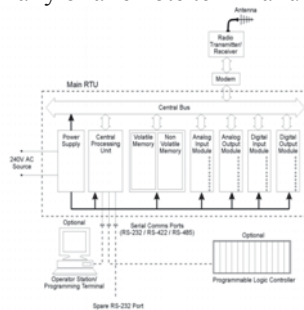 Antenna
Radio
Transmitter/
Receiver
Modem
Main RTU
Central Bus
Power
Supply
Central
Processing
Unit
Volatile
Memory
Non
Volatile
Memory
Analog
Input
Module
Analog
Output
Module
Digital
Input
Module
Digital
Output
Module
240V AC
Source
Optional
Serial Comms Ports
(RS-232 / RS-422 / RS-485)
Optional
Operator Station/
Programming Terminal
Programmable Logic Controller
Spare RS-232 Port